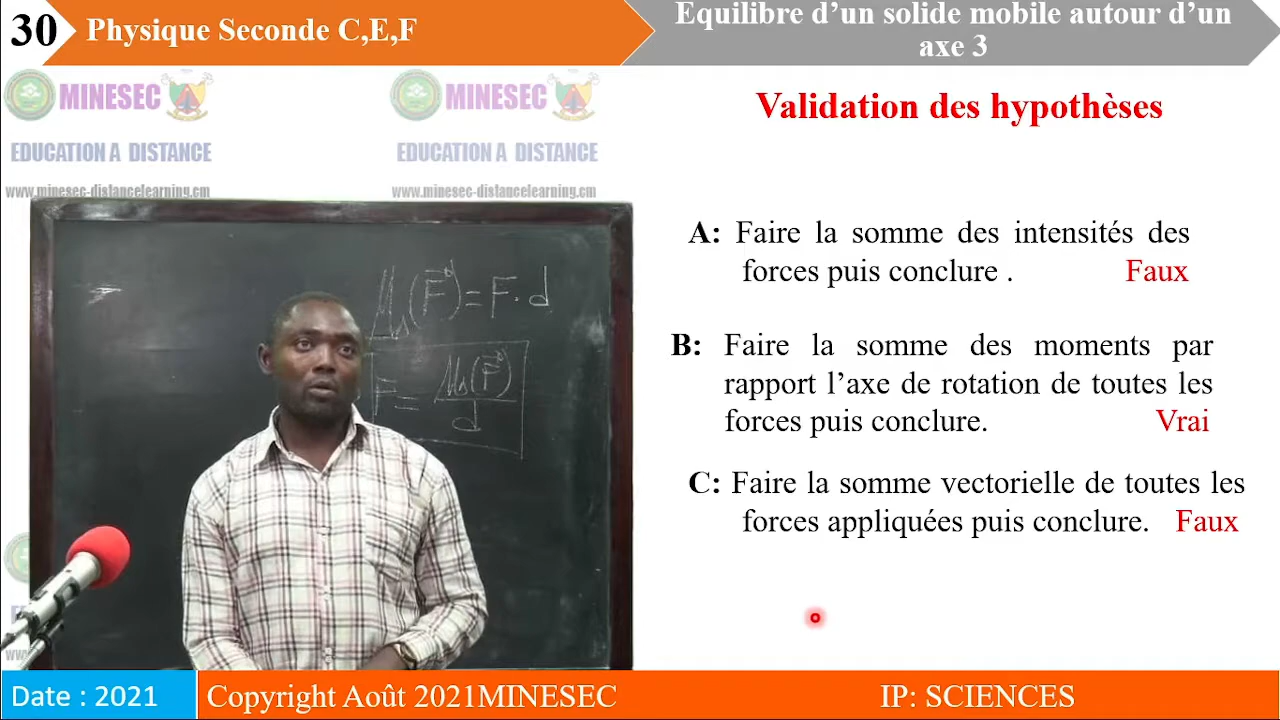 30
Physique Seconde C,E,F
Equilibre d’un solide mobile autour d’un
axe 3
MINESEC
MINESEC
EDUCATION A DISTANCE
EDUCATION A DISTANCE
www.minesec-distancelearning.cm
www.minesec-distancelearning.cm
Validation des hypothèses
A: Faire la somme des intensités des
forces puis conclure . Faux
B: Faire la somme des moments par
rapport l’axe de rotation de toutes les
forces puis conclure. Vrai
C: Faire la somme vectorielle de toutes les
forces appliquées puis conclure. Faux
= F. d
F =
d
Date : 2021
Copyright Août 2021MINESEC
IP: SCIENCES